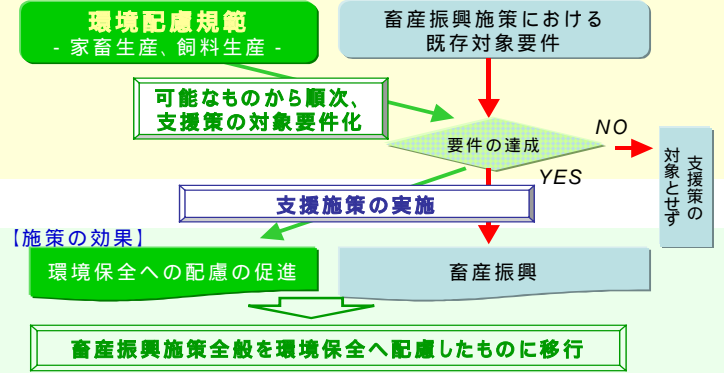 環境配慮規範
- 家畜生産、飼料生産 -
畜産振興施策における
既存対象要件
可能なものから順次、
支援策の対象要件化
要件の達成
NO
YES
支援策の
対象とせず
支援施策の実施
【施策の効果】
環境保全への配慮の促進
畜産振興
畜産振興施策全般を環境保全へ配慮したものに移行